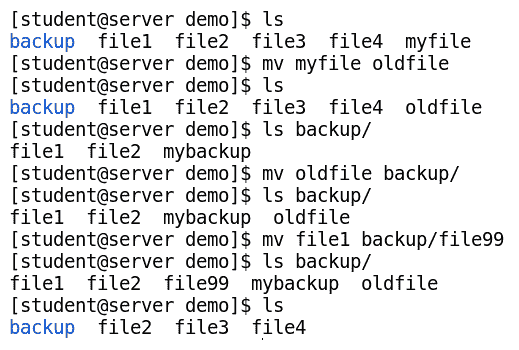 [student@server demo]$ ls
backup  file1  file2  file3  file4  myfile
[student@server demo]$ mv myfile oldfile
[student@server demo]$ ls
backup  file1  file2  file3  file4  oldfile
[student@server demo]$ ls backup/
file1  file2  mybackup
[student@server demo]$ mv oldfile backup/
[student@server demo]$ ls backup/
file1  file2  mybackup  oldfile
[student@server demo]$ mv file1 backup/file99
[student@server demo]$ ls backup/
file1  file2  file99  mybackup  oldfile
[student@server demo]$ ls
backup  file2  file3  file4